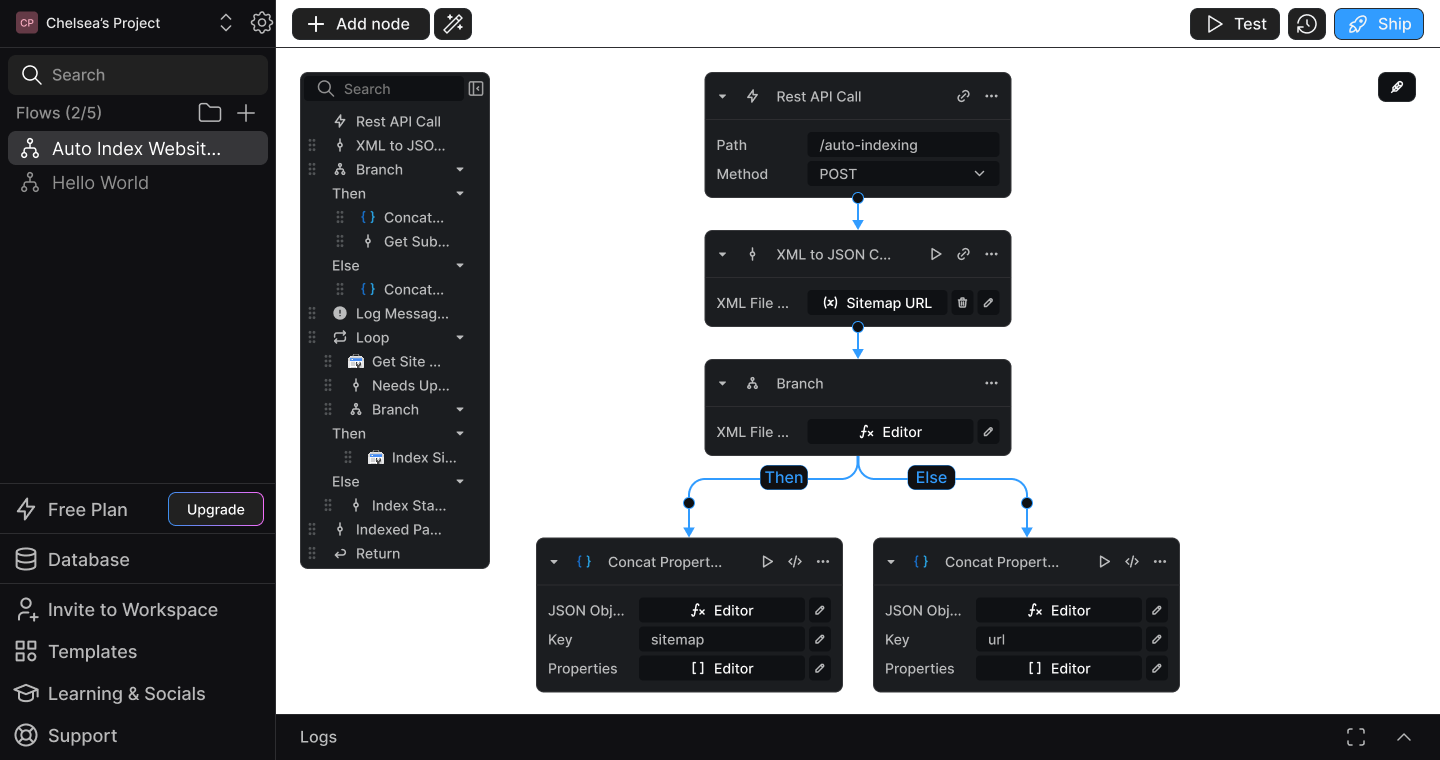 CP Chelsea's Project
Search
Flows (2/5)
Auto Index Websit...
Hello World
Free Plan
Upgrade
Database
Invite to Workspace
Templates
Learning & Socials
Support
Add node
Test
Ship
Search
Rest API Call
XML to JSO...
Branch
Then
Concat...
Get Sub...
Else
Concat...
Log Messag...
Loop
Get Site ...
Needs Up...
Branch
Then
Index Si...
Else
Index Sta...
Indexed Pa...
Return
Rest API Call
Path /auto-indexing
Method POST
XML to JSON C...
XML File ... (x) Sitemap URL
Branch
XML File ... fx Editor
Then
Else
{ } Concat Propert... </>
JSON Obj... fx Editor
Key sitemap
Properties [ ] Editor
{ } Concat Propert... </>
JSON Obj... fx Editor
Key url
Properties [ ] Editor
Logs